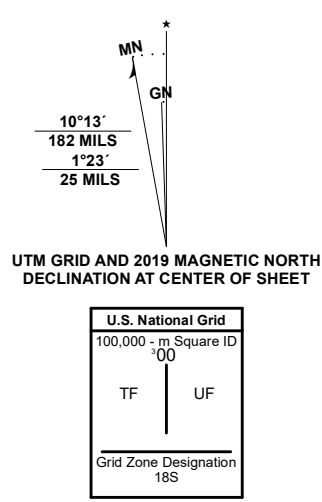 ★
MN
GN
10°13´
182 MILS
1°23´
25 MILS
UTM GRID AND 2019 MAGNETIC NORTH
DECLINATION AT CENTER OF SHEET
U.S. National Grid
100,000 - m Square ID
³00
TF UF
Grid Zone Designation
18S